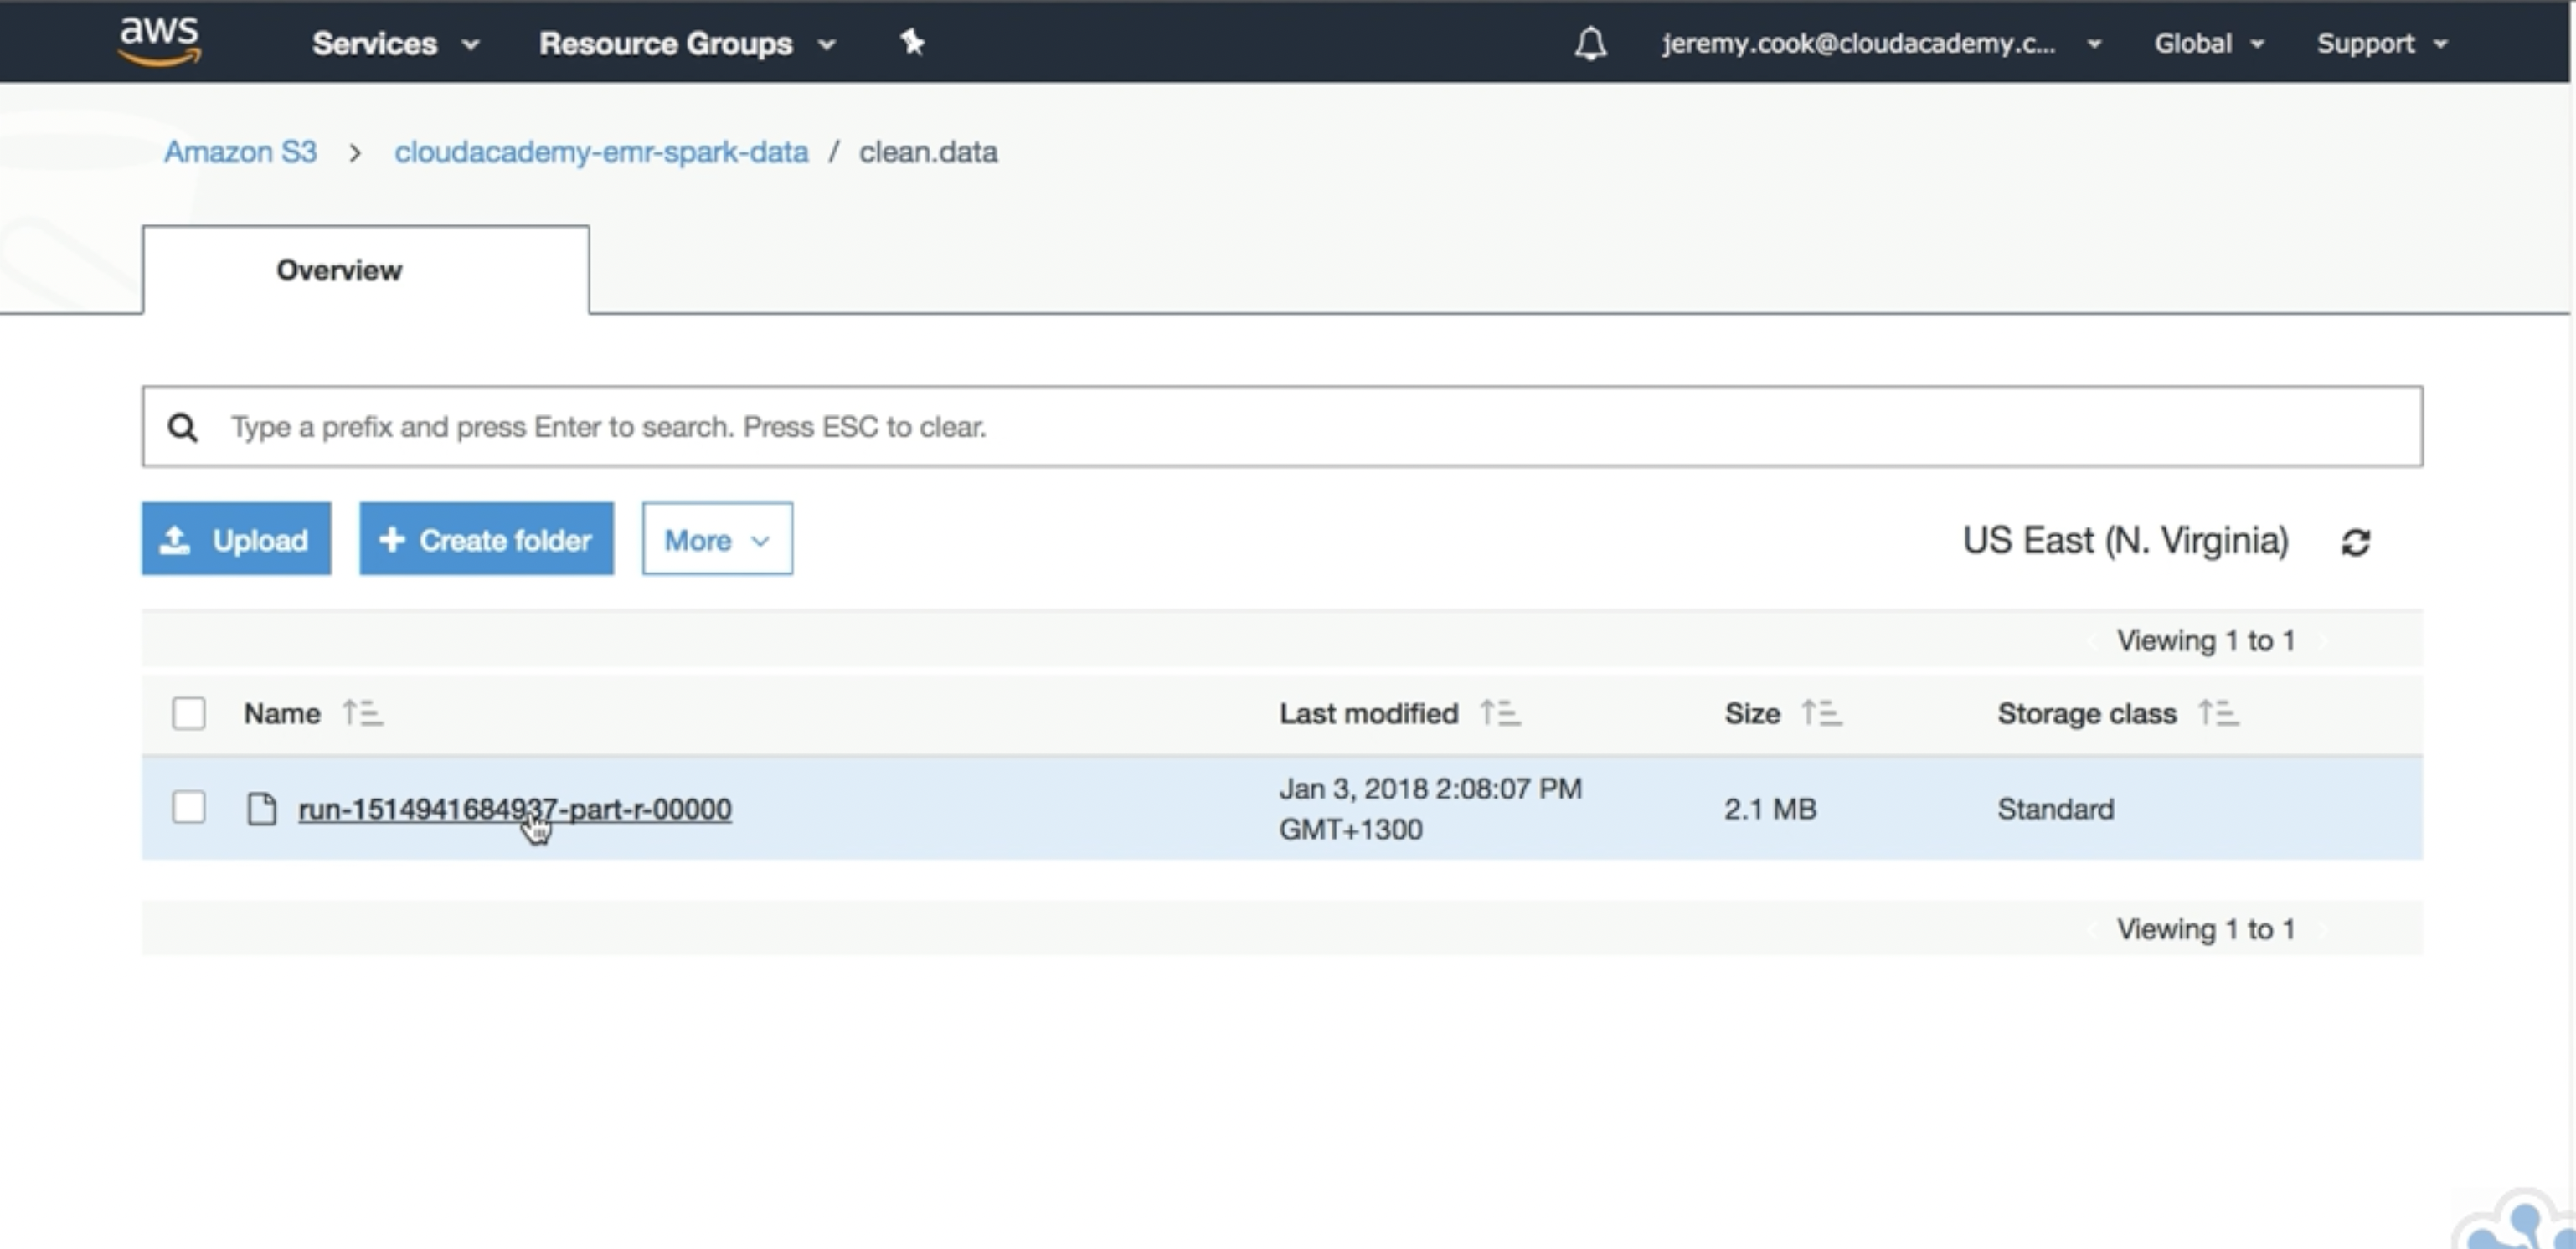 aws Services Resource Groups jeremy.cook@cloudacademy.c... Global Support
Amazon S3 > cloudacademy-emr-spark-data / clean.data
Overview
Type a prefix and press Enter to search. Press ESC to clear.
Upload + Create folder More US East (N. Virginia)
Viewing 1 to 1
Name Last modified Size Storage class
run-1514941684937-part-r-00000 Jan 3, 2018 2:08:07 PM 2.1 MB Standard
GMT+1300
Viewing 1 to 1